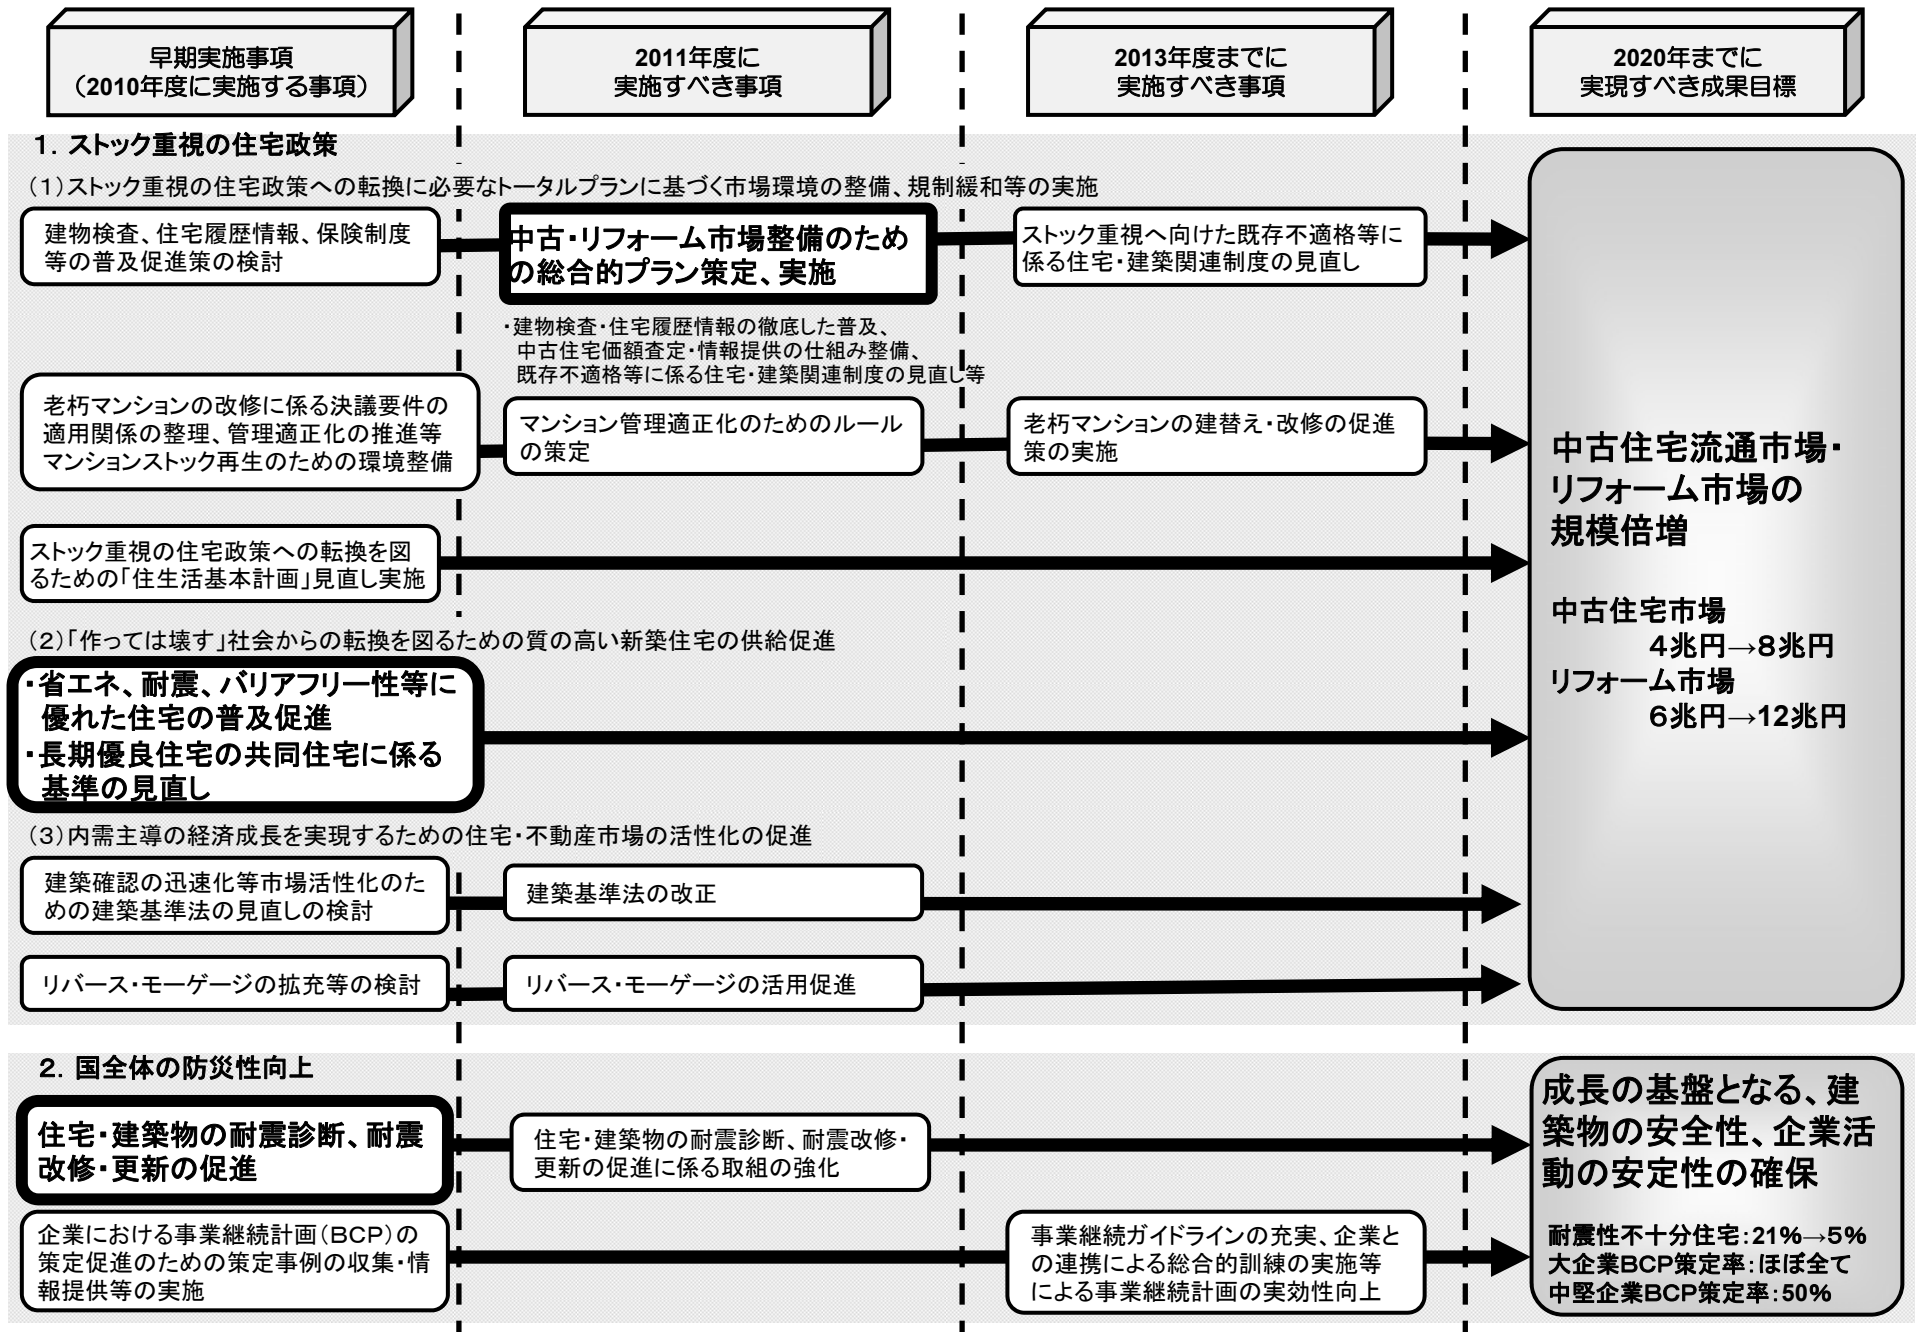 早期実施事項
（2010年度に実施する事項）
2011年度に
実施すべき事項
2013年度までに
実施すべき事項
2020年までに
実現すべき成果目標
１．ストック重視の住宅政策
（１）ストック重視の住宅政策への転換に必要なトータルプランに基づく市場環境の整備、規制緩和等の実施
建物検査、住宅履歴情報、保険制度
等の普及促進策の検討
中古・リフォーム市場整備のため
の総合的プラン策定、実施
ストック重視へ向けた既存不適格等に
係る住宅・建築関連制度の見直し
・建物検査・住宅履歴情報の徹底した普及、
中古住宅価額査定・情報提供の仕組み整備、
既存不適格等に係る住宅・建築関連制度の見直し等
老朽マンションの改修に係る決議要件の
適用関係の整理、管理適正化の推進等
マンションストック再生のための環境整備
マンション管理適正化のためのルール
の策定
老朽マンションの建替え・改修の促進
策の実施
ストック重視の住宅政策への転換を図
るための「住生活基本計画」見直し実施
（２）「作っては壊す」社会からの転換を図るための質の高い新築住宅の供給促進
・省エネ、耐震、バリアフリー性等に
優れた住宅の普及促進
・長期優良住宅の共同住宅に係る
基準の見直し
（３）内需主導の経済成長を実現するための住宅・不動産市場の活性化の促進
建築確認の迅速化等市場活性化のた
めの建築基準法の見直しの検討
建築基準法の改正
リバース・モーゲージの拡充等の検討
リバース・モーゲージの活用促進
中古住宅流通市場・
リフォーム市場の
規模倍増
中古住宅市場
４兆円→８兆円
リフォーム市場
６兆円→12兆円
２．国全体の防災性向上
住宅・建築物の耐震診断、耐震
改修・更新の促進
住宅・建築物の耐震診断、耐震改修・
更新の促進に係る取組の強化
企業における事業継続計画（ＢＣＰ）の
策定促進のための策定事例の収集・情
報提供等の実施
事業継続ガイドラインの充実、企業と
の連携による総合的訓練の実施等
による事業継続計画の実効性向上
成長の基盤となる、建
築物の安全性、企業活
動の安定性の確保
耐震性不十分住宅：21％→５％
大企業ＢＣＰ策定率：ほぼ全て
中堅企業ＢＣＰ策定率：50％